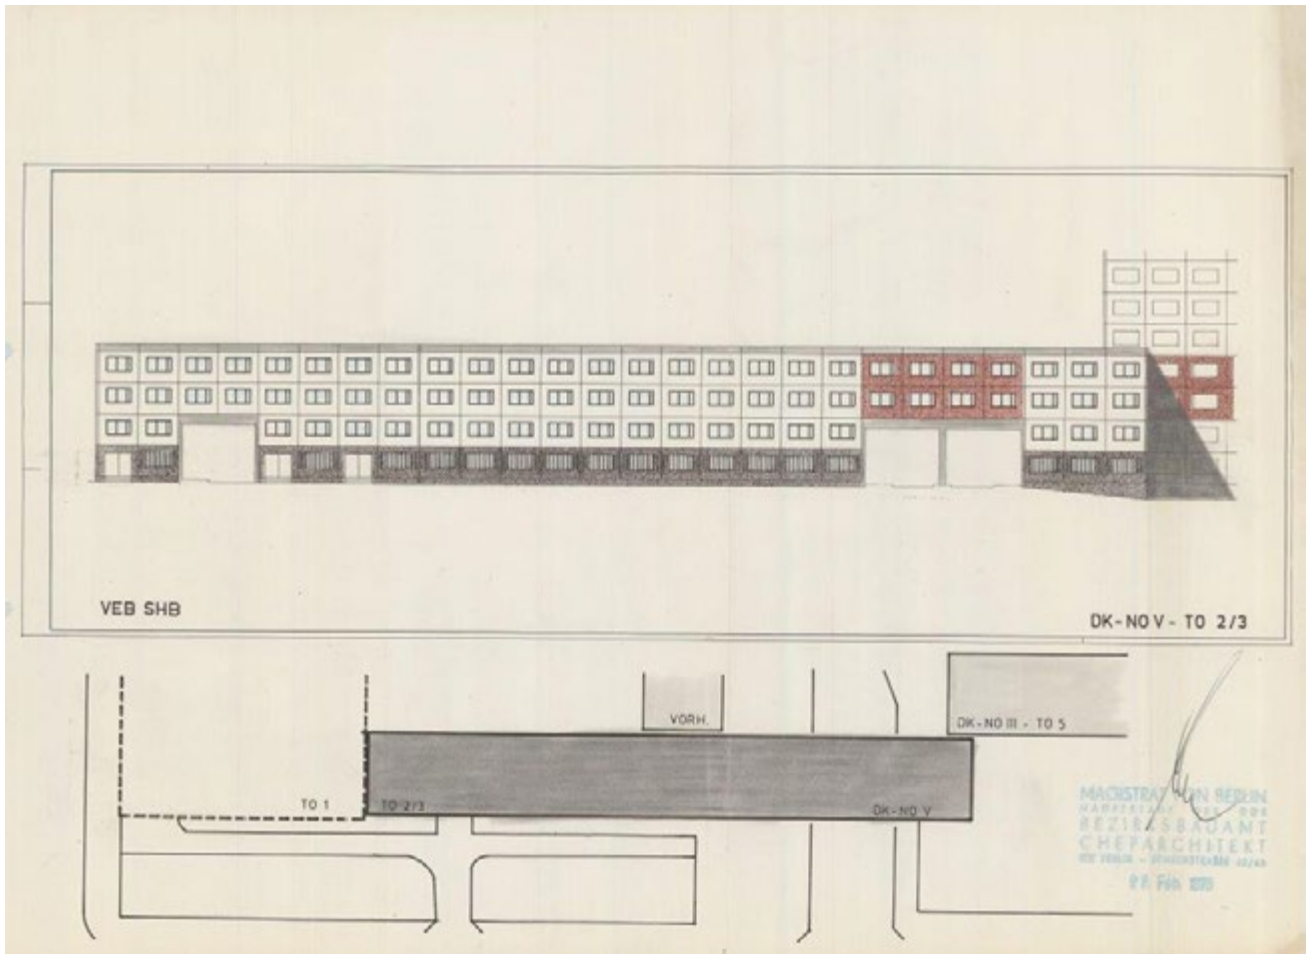 VEB SHB
DK-NO V - TO 2/3
VORH.
DK-NO III - TO 5
TO 1
TO 2/3
DK-NO V
MAGISTRAT VON BERLIN
BEZIRKSBAUAMT
CHEFARCHITEKT